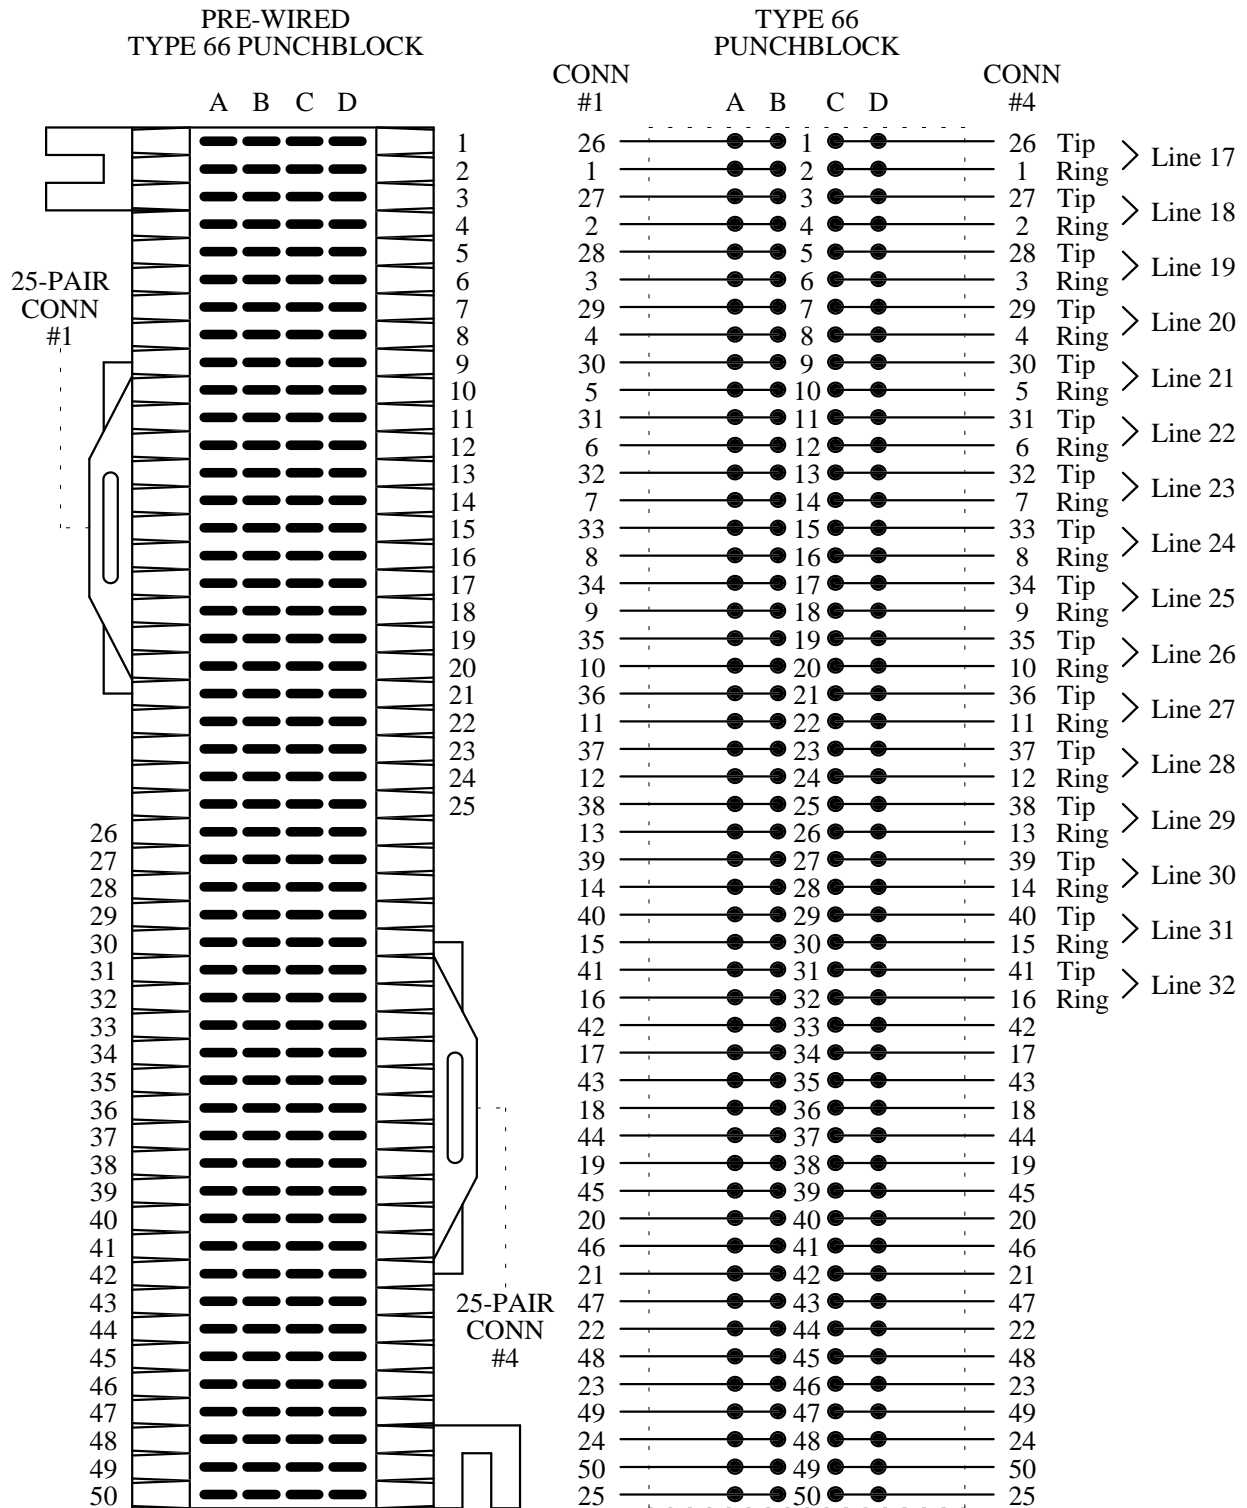 PRE-WIRED
TYPE 66 PUNCHBLOCK
TYPE 66
PUNCHBLOCK
CONN
#1
CONN
#4
A B C D
A B C D
1 26 1 26 Tip
2 1 2 1 Ring
Line 17
3 27 3 27 Tip
4 2 4 2 Ring
Line 18
5 28 5 28 Tip
6 3 6 3 Ring
Line 19
25-PAIR
CONN
#1
7 29 7 29 Tip
8 4 8 4 Ring
Line 20
9 30 9 30 Tip
10 5 10 5 Ring
Line 21
11 31 11 31 Tip
12 6 12 6 Ring
Line 22
13 32 13 32 Tip
14 7 14 7 Ring
Line 23
15 33 15 33 Tip
16 8 16 8 Ring
Line 24
17 34 17 34 Tip
18 9 18 9 Ring
Line 25
19 35 19 35 Tip
20 10 20 10 Ring
Line 26
21 36 21 36 Tip
22 11 22 11 Ring
Line 27
23 37 23 37 Tip
24 12 24 12 Ring
Line 28
25 38 25 38 Tip
26 13 26 13 Ring
Line 29
27 39 27 39 Tip
28 14 28 14 Ring
Line 30
29 40 29 40 Tip
30 15 30 15 Ring
Line 31
31 41 31 41 Tip
32 16 32 16 Ring
Line 32
33 42 33 42
34 17 34 17
35 43 35 43
36 18 36 18
37 44 37 44
38 19 38 19
39 45 39 45
40 20 40 20
41 46 41 46
42 21 42 21
43 47 43 47
44 22 44 22
45 48 45 48
25-PAIR
CONN
#4
46 23 46 23
47 49 47 49
48 24 48 24
49 50 49 50
50 25 50 25